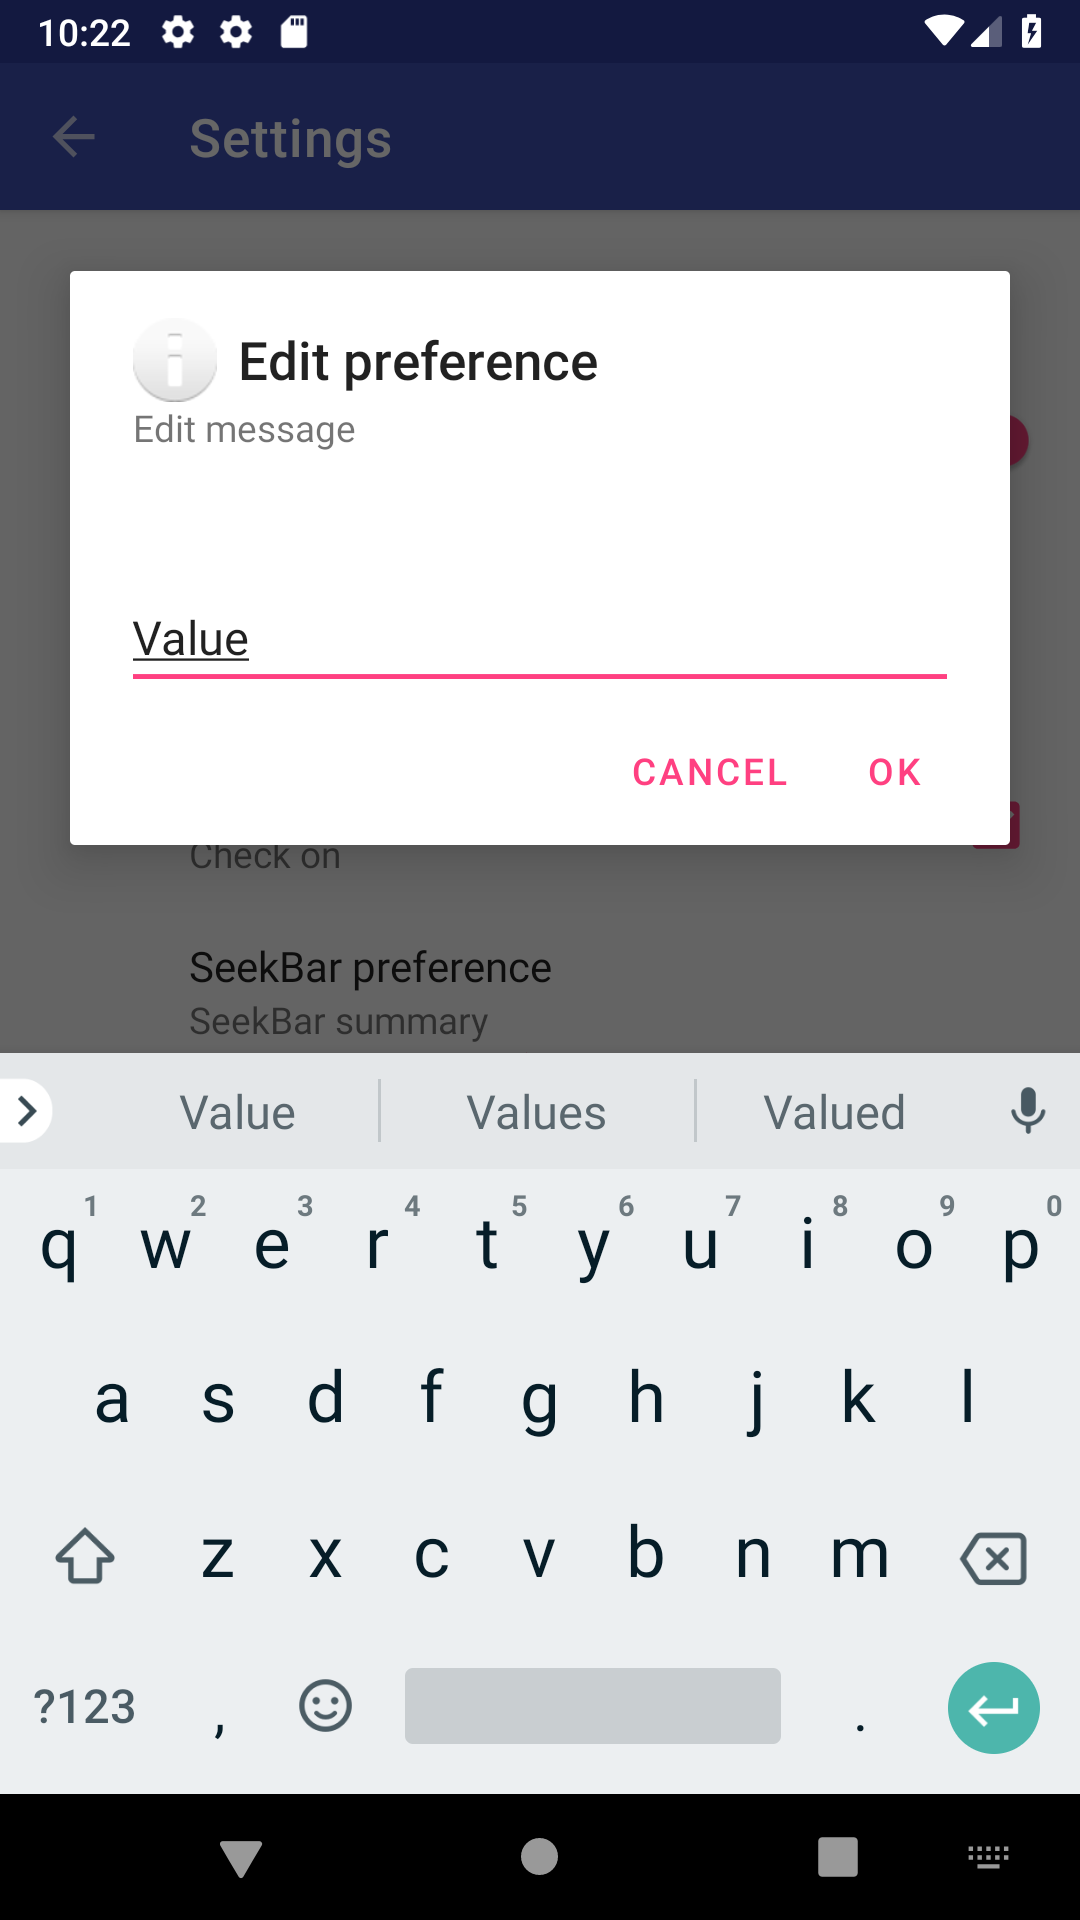 10:22
Settings
Edit preference
Edit message
Value
CANCEL OK
Check on
SeekBar preference
SeekBar summary
Value Values Valued
1 2 3 4 5 6 7 8 9 0
q w e r t y u i o p
a s d f g h j k l
z x c v b n m
?123 , .